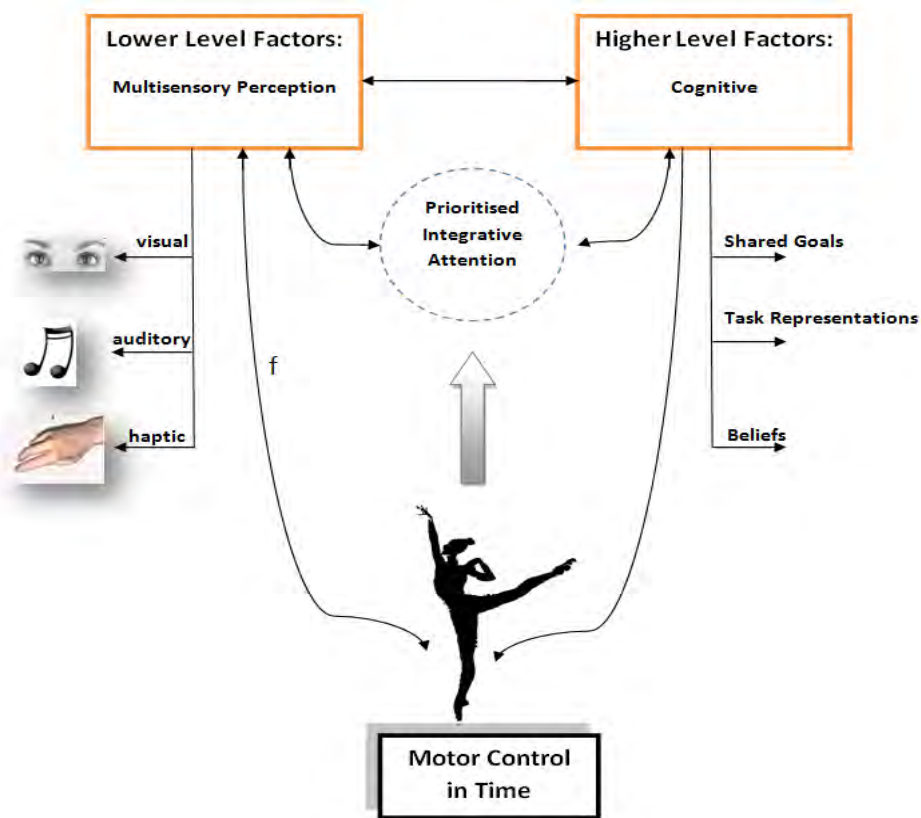 Lower Level Factors:
Multisensory Perception
Higher Level Factors:
Cognitive
Prioritised
Integrative
Attention
visual
auditory
haptic
f
Shared Goals
Task Representations
Beliefs
Motor Control
in Time